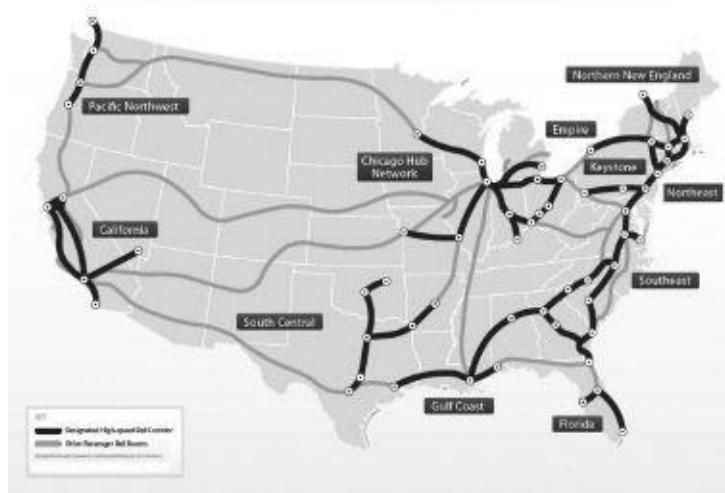 Northern New England
Pacific Northwest
Empire
Chicago Hub
Network
Keystone
Northeast
California
Southeast
South Central
Gulf Coast
Florida
KEY
Designated High-speed Rail Corridor
Other Passenger Rail Routes